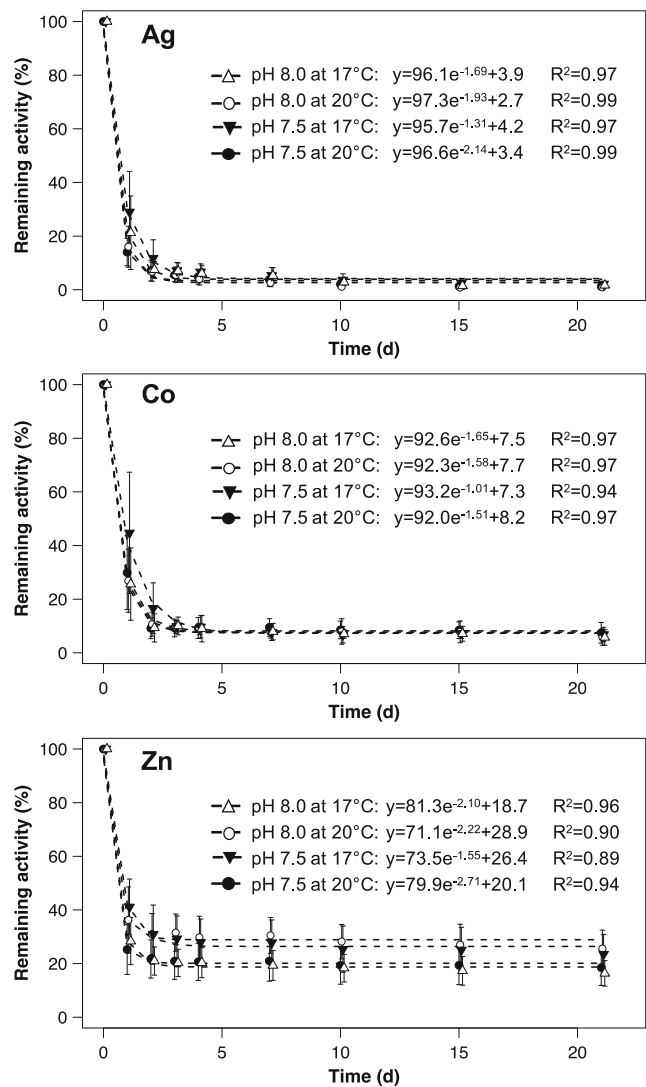 Ag
Remaining activity (%)
100
80
60
40
20
0
pH 8.0 at 17°C: y=96.1e^-1.69+3.9 R²=0.97
pH 8.0 at 20°C: y=97.3e^-1.93+2.7 R²=0.99
pH 7.5 at 17°C: y=95.7e^-1.31+4.2 R²=0.97
pH 7.5 at 20°C: y=96.6e^-2.14+3.4 R²=0.99
0 5 10 15 20
Time (d)
Co
Remaining activity (%)
100
80
60
40
20
0
pH 8.0 at 17°C: y=92.6e^-1.65+7.5 R²=0.97
pH 8.0 at 20°C: y=92.3e^-1.58+7.7 R²=0.97
pH 7.5 at 17°C: y=93.2e^-1.01+7.3 R²=0.94
pH 7.5 at 20°C: y=92.0e^-1.51+8.2 R²=0.97
0 5 10 15 20
Time (d)
Zn
Remaining activity (%)
100
80
60
40
20
0
pH 8.0 at 17°C: y=81.3e^-2.10+18.7 R²=0.96
pH 8.0 at 20°C: y=71.1e^-2.22+28.9 R²=0.90
pH 7.5 at 17°C: y=73.5e^-1.55+26.4 R²=0.89
pH 7.5 at 20°C: y=79.9e^-2.71+20.1 R²=0.94
0 5 10 15 20
Time (d)